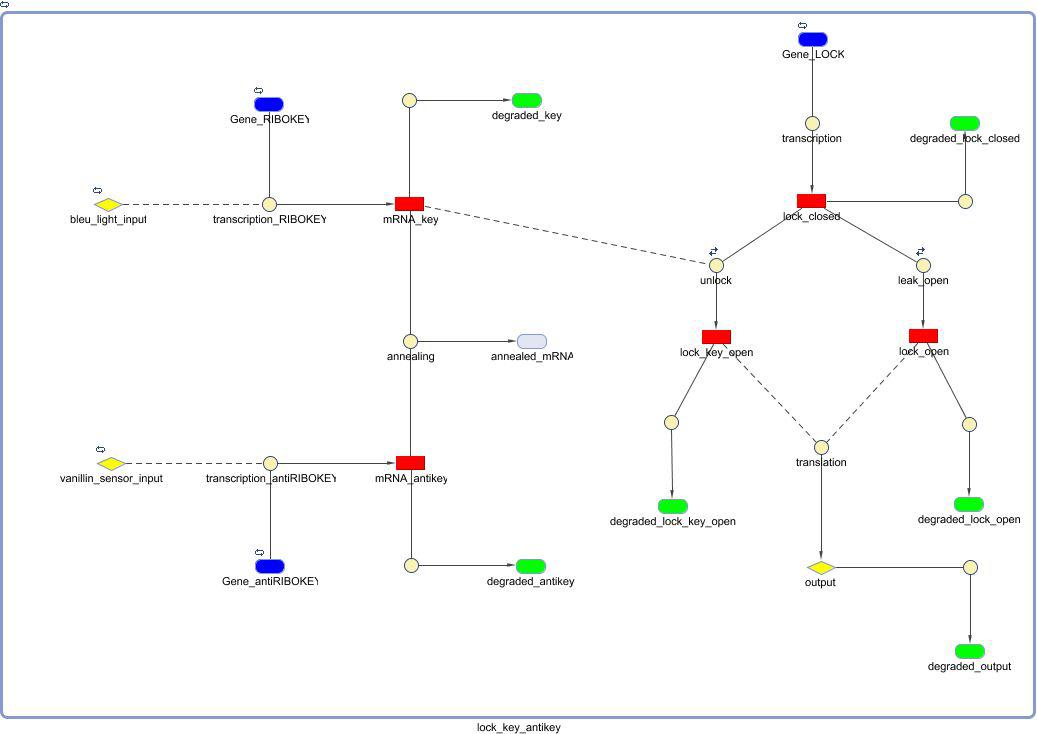 Gene_LOCK
Gene_RIBOKEY
degraded_key
transcription
degraded_lock_closed
bleu_light_input
transcription_RIBOKEY
mRNA_key
lock_closed
unlock
leak_open
annealing
annealed_mRNA
lock_key_open
lock_open
vanillin_sensor_input
transcription_antiRIBOKEY
mRNA_antikey
translation
degraded_lock_key_open
degraded_lock_open
Gene_antiRIBOKEY
degraded_antikey
output
degraded_output
lock_key_antikey